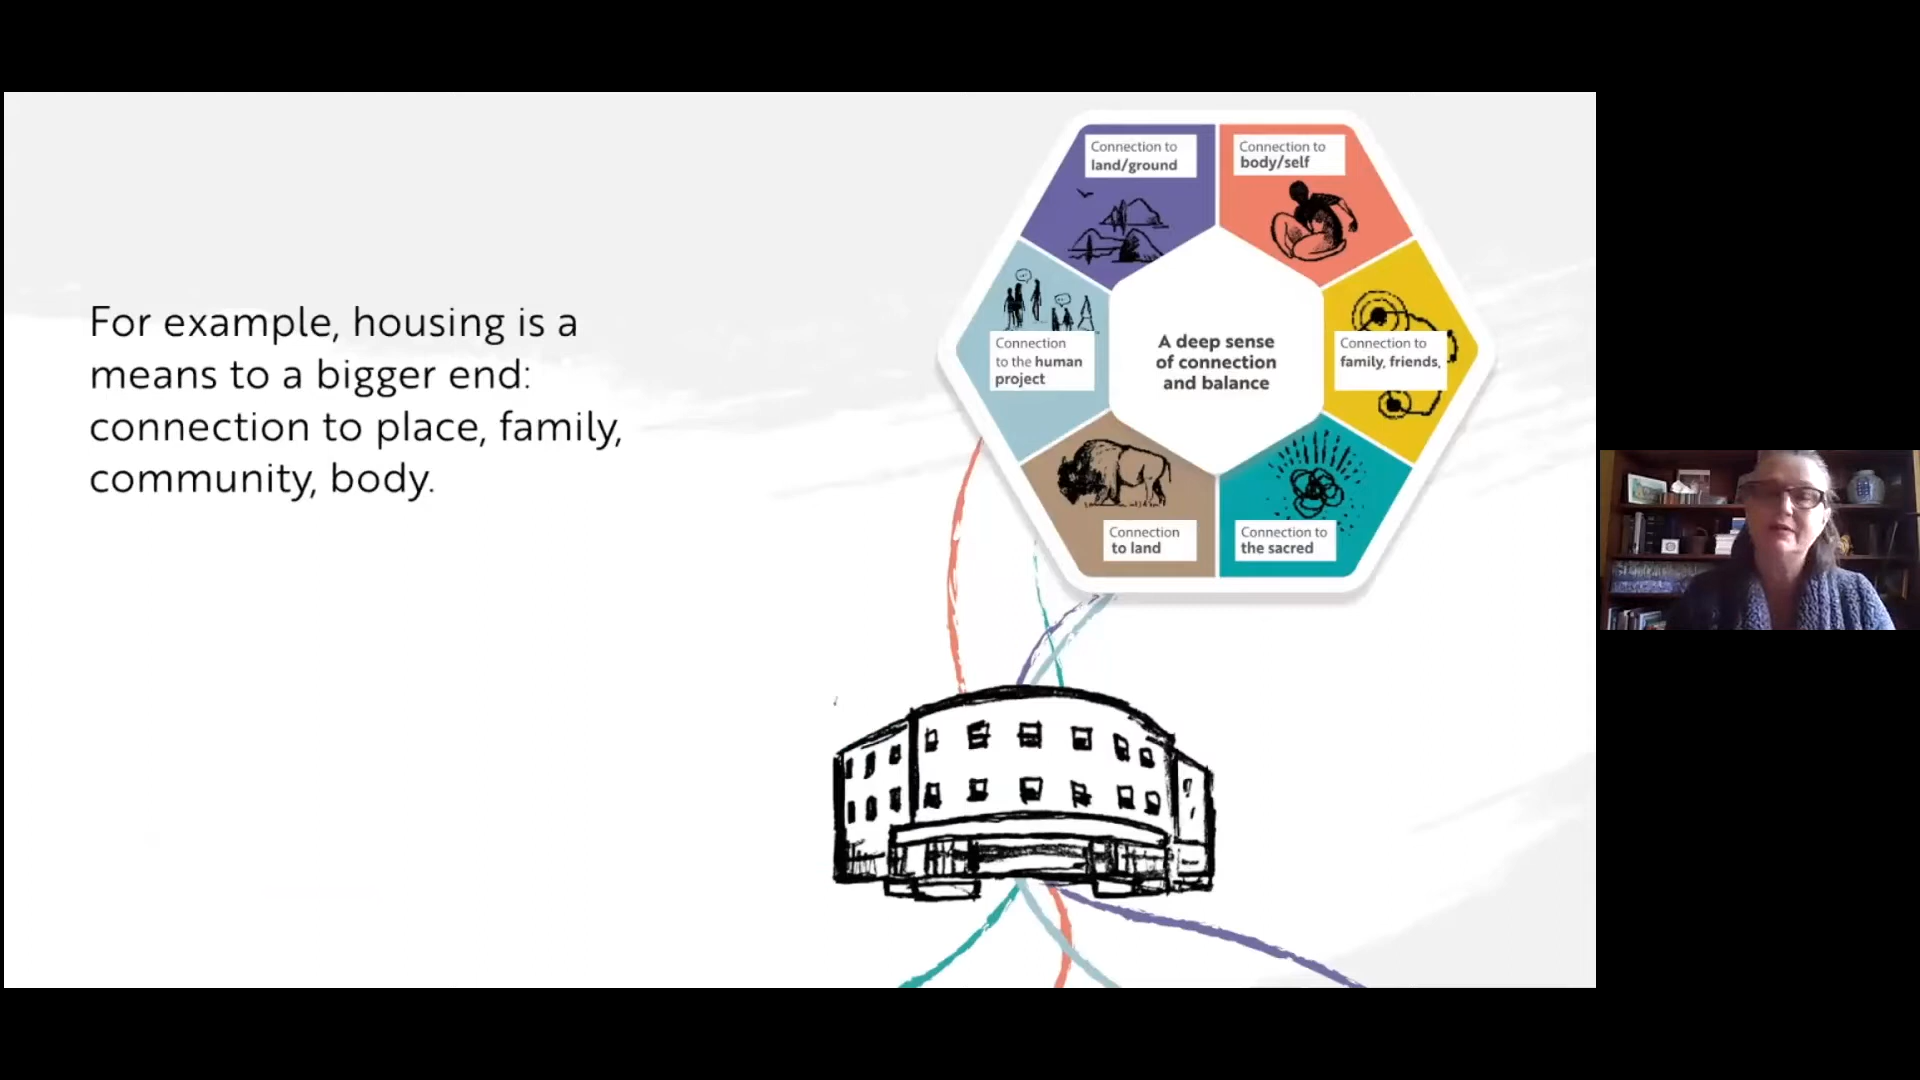 For example, housing is a
means to a bigger end:
connection to place, family,
community, body.
Connection to
land/ground
Connection to
body/self
Connection
to the human
project
A deep sense
of connection
and balance
Connection to
family, friends,
Connection
to land
Connection to
the sacred